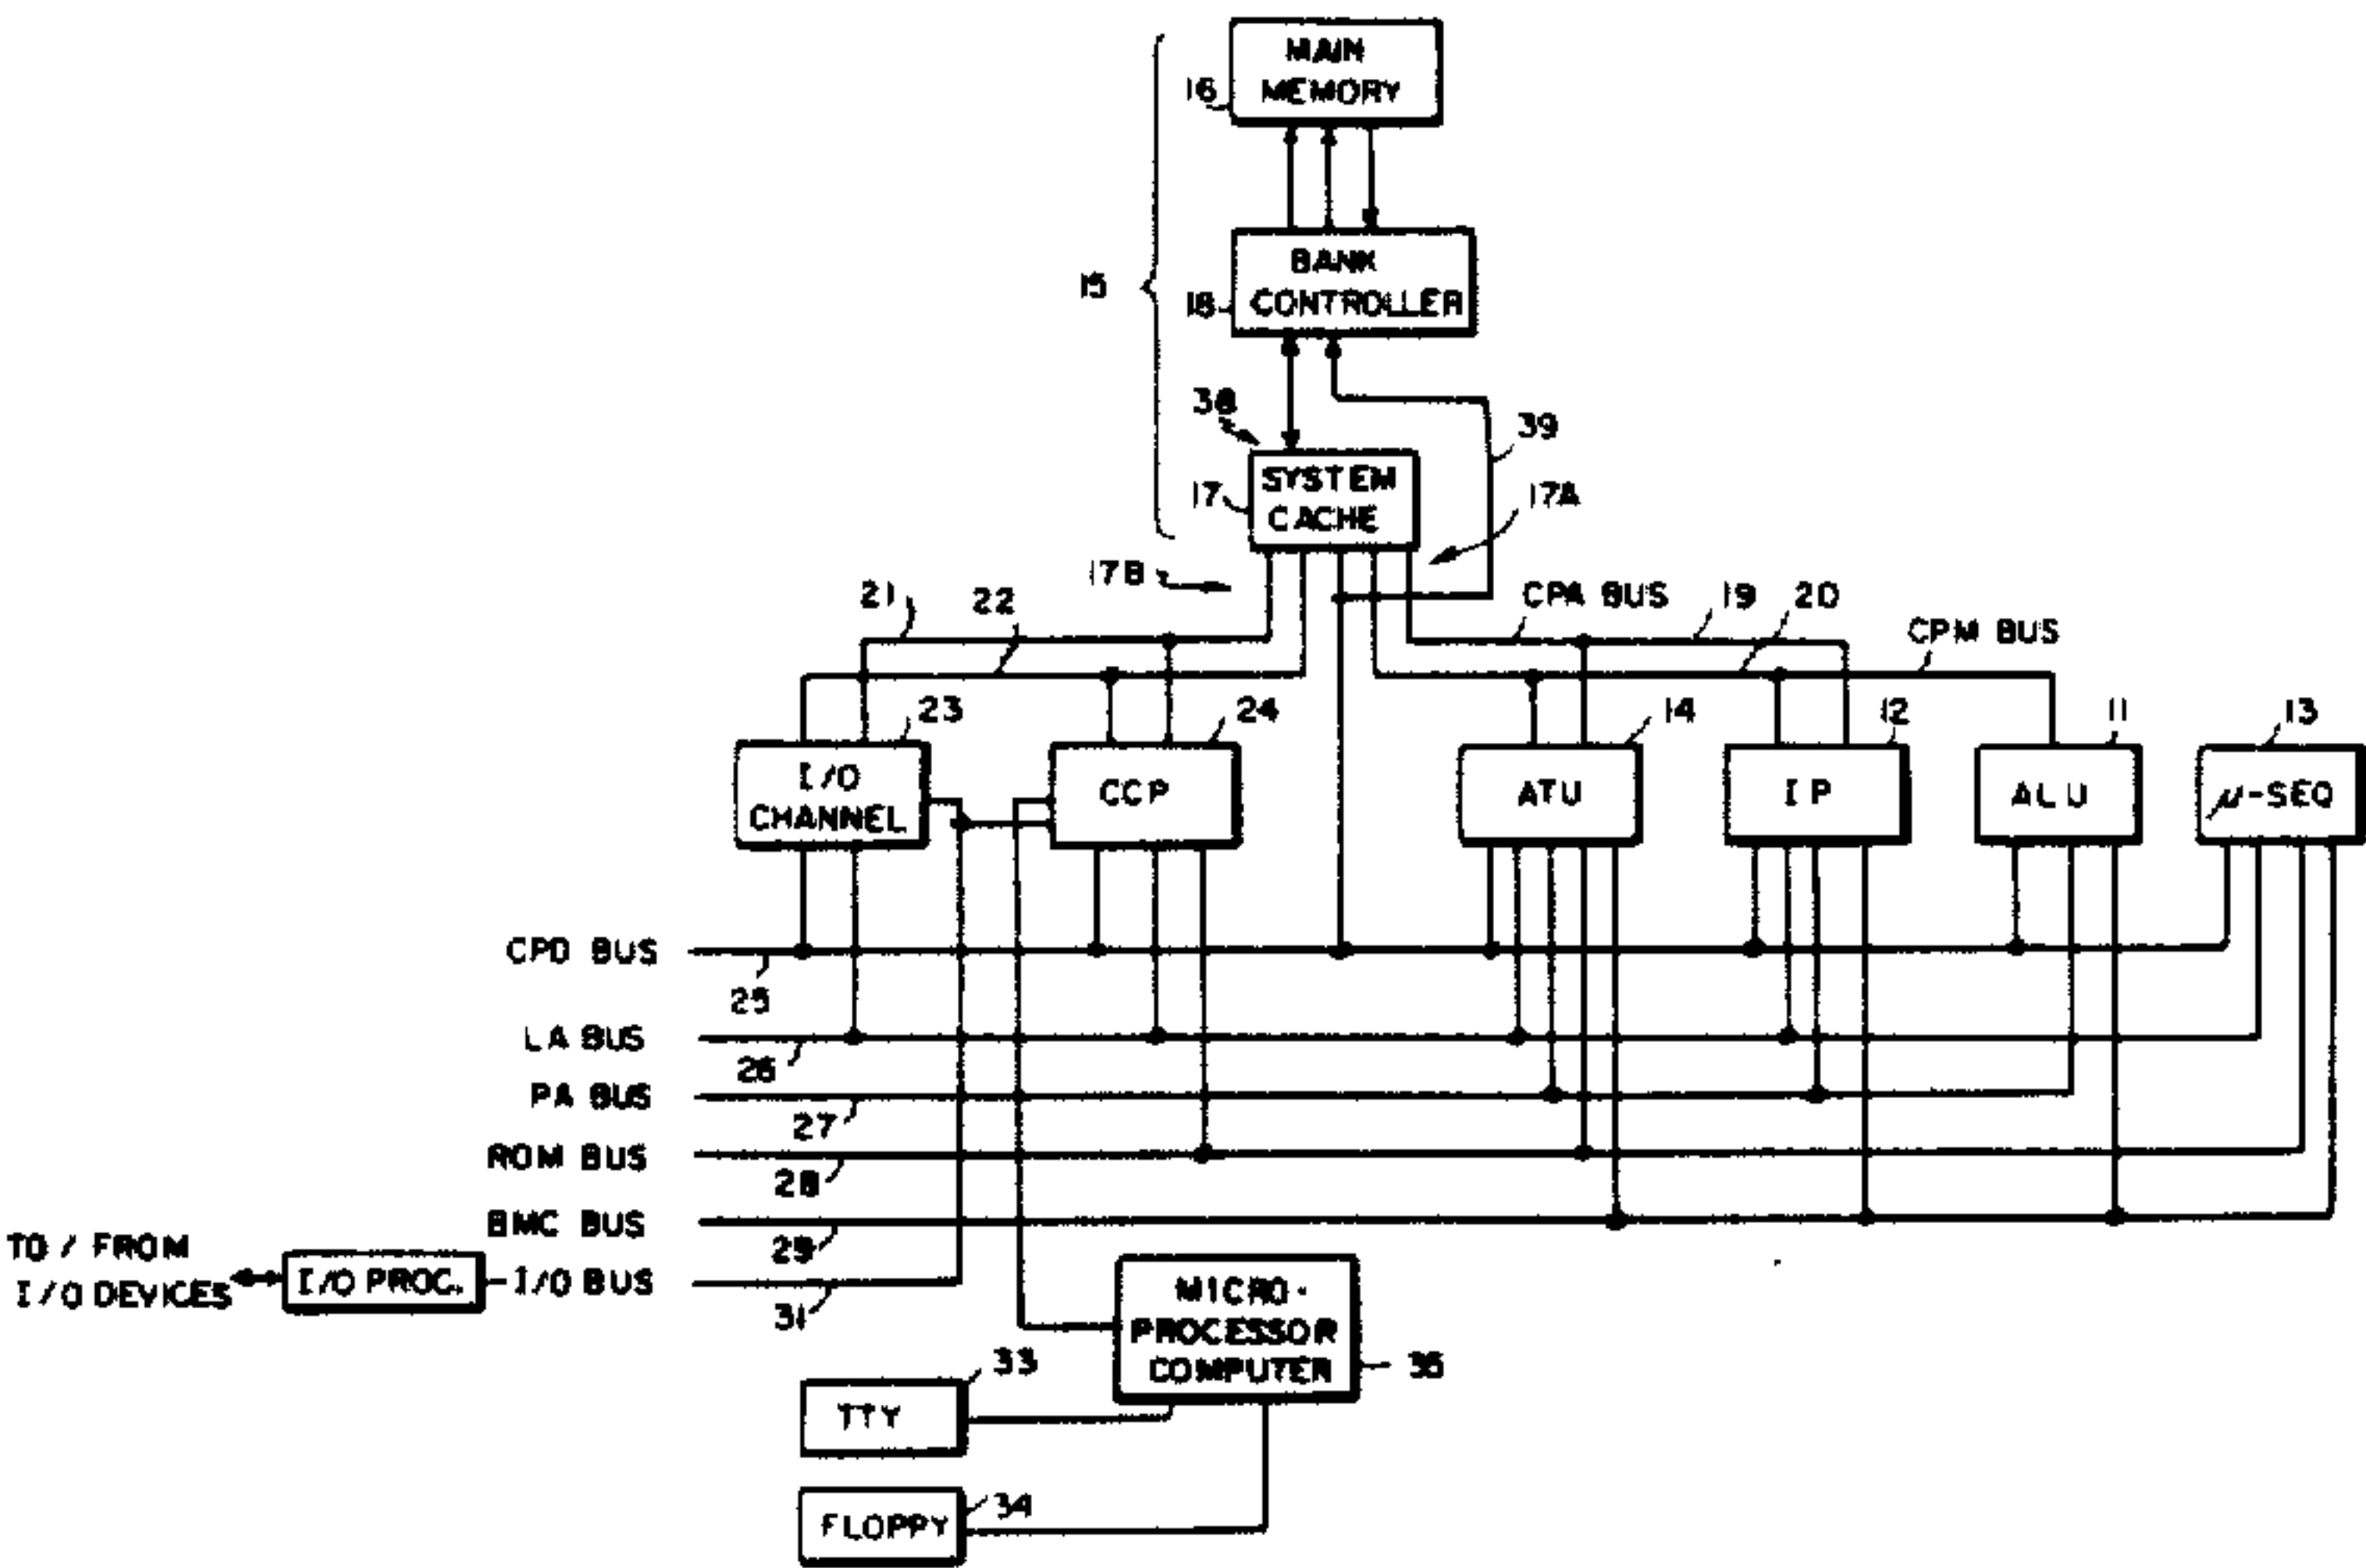 MAIN
MEMORY
16
BANK
CONTROLLER
18
15
38
39
SYSTEM
CACHE
17
17A
17B
21
22
CPA BUS
19
20
CPM BUS
23
24
14
12
11
13
I/O
CHANNEL
CCP
ATU
IP
ALU
μ-SEQ
CPD BUS
25
LA BUS
26
PA BUS
27
ROM BUS
28
BMC BUS
29
TO / FROM
I/O DEVICES
I/O PROC.
I/O BUS
31
MICRO-
PROCESSOR
COMPUTER
35
33
TTY
34
FLOPPY